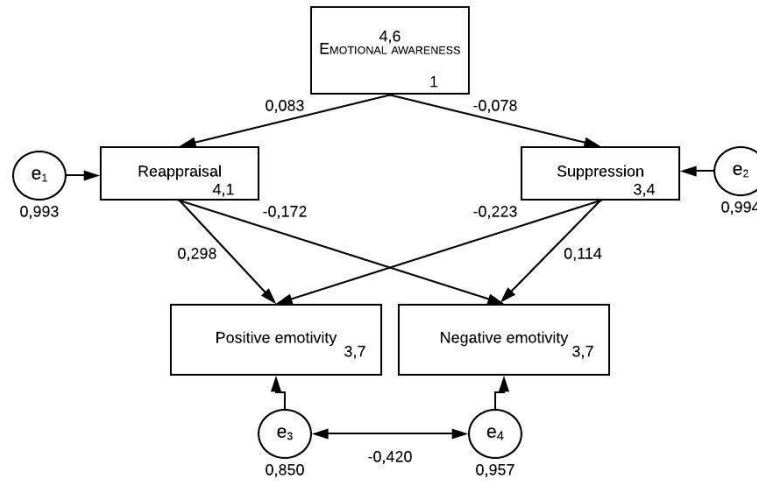 4,6
EMOTIONAL AWARENESS
1
0,083
-0,078
e1
Reappraisal
4,1
Suppression
3,4
e2
0,993
0,994
-0,172
-0,223
0,298
0,114
Positive emotivity
3,7
Negative emotivity
3,7
e3
e4
-0,420
0,850
0,957